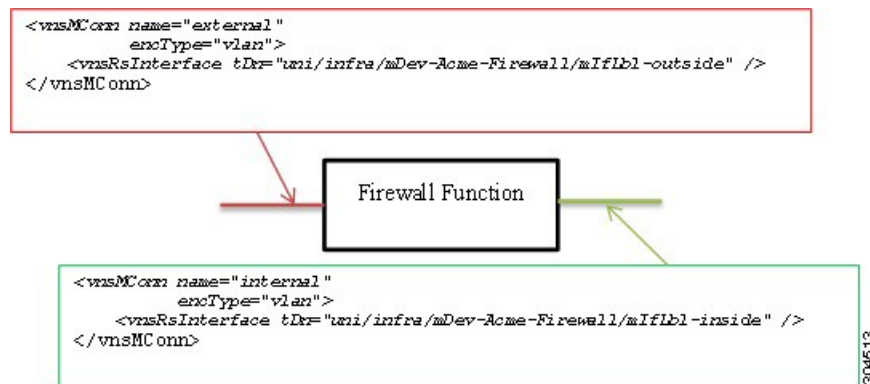 <vnsMConn name="external"
encType="vlan">
<vnsRsInterface tDn="uni/infra/mDev-Acme-Firewall/mIfLbl-outside" />
</vnsMConn>
Firewall Function
<vnsMConn name="internal"
encType="vlan">
<vnsRsInterface tDn="uni/infra/mDev-Acme-Firewall/mIfLbl-inside" />
</vnsMConn>
304513